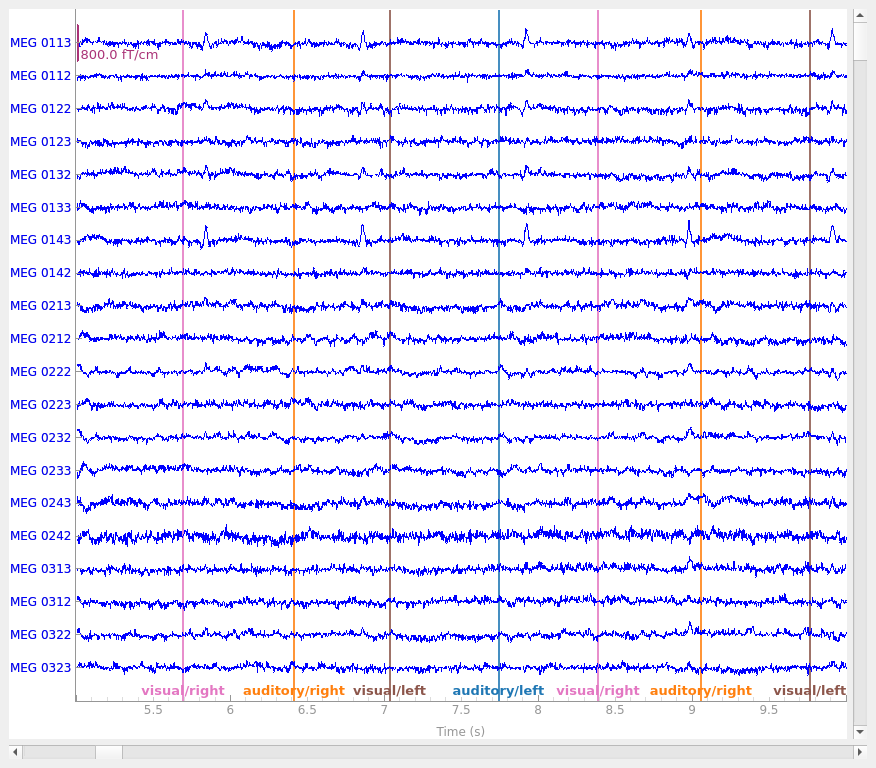 MEG 0113
800.0 fT/cm
MEG 0112
MEG 0122
MEG 0123
MEG 0132
MEG 0133
MEG 0143
MEG 0142
MEG 0213
MEG 0212
MEG 0222
MEG 0223
MEG 0232
MEG 0233
MEG 0243
MEG 0242
MEG 0313
MEG 0312
MEG 0322
MEG 0323
visual/right auditory/right visual/left auditory/left visual/right auditory/right visual/left
5.5 6 6.5 7 7.5 8 8.5 9 9.5
Time (s)